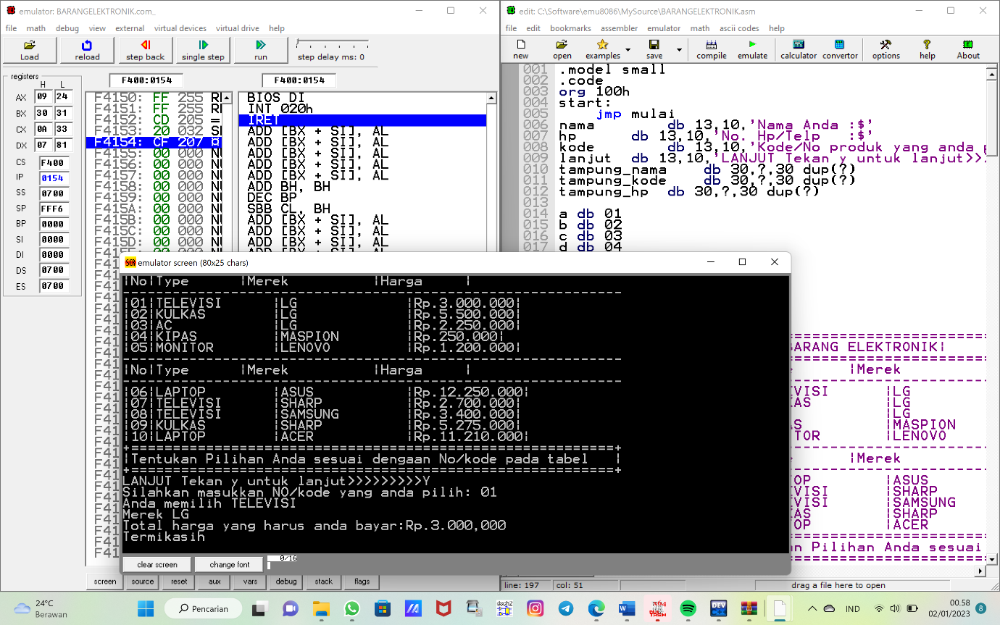 emulator: BARANGELEKTRONIK.com_
file math debug view external virtual devices virtual drive help
Load reload step back single step run step delay ms: 0
registers
F400:0154 F400:0154
H L
AX 09 24
BX 30 31
CX 0A 33
DX 07 81
CS F400
IP 0154
SS 0700
SP FFF6
BP 0000
SI 0000
DI 0000
DS 0700
ES 0700
F4150: FF 255 R
F4151: FF 255 R
F4152: CD 205 =
F4153: 20 032 S
F4154: CF 207
F4155: 00 000 N
F4156: 00 000 N
F4157: 00 000 N
F4158: 00 000 N
F4159: 00 000 N
F415A: 00 000 N
F415B: 00 000 N
F415C: 00 000 N
F415D: 00 000 N
BIOS DI
INT 020h
IRET
ADD [BX + SI], AL
ADD [BX + SI], AL
ADD [BX + SI], AL
ADD [BX + SI], AL
ADD [BX + SI], AL
ADD BH, BH
DEC BP
SBB CL, BH
ADD [BX + SI], AL
ADD [BX + SI], AL
ADD [BX + SI], AL
edit: C:\Software\emu8086\MySource\BARANGELEKTRONIK.asm
file edit bookmarks assembler emulator math ascii codes help
new open examples save compile emulate calculator convertor options help About
001 .model small
002 .code
003 org 100h
004 start:
005 jmp mulai
006 nama db 13,10,'Nama Anda :$'
007 hp db 13,10,'No. Hp/Telp :$'
008 kode db 13,10,'Kode/No produk yang anda p
009 lanjut db 13,10,'LANJUT Tekan y untuk lanjut>>
010 tampung_nama db 30,?,30 dup(?)
011 tampung_kode db 30,?,30 dup(?)
012 tampung_hp db 30,?,30 dup(?)
013
014 a db 01
015 b db 02
016 c db 03
017 d db 04
BARANG ELEKTRONIK|
|Merek
VISI |LG
AS |LG
|LG
S |MASPION
TOR |LENOVO
|Merek
OP |ASUS
VISI |SHARP
VISI |SAMSUNG
AS |SHARP
OP |ACER
an Pilihan Anda sesuai
emulator screen (80x25 chars)
|No|Type |Merek |Harga |
------------------------------------------------------------------
|01|TELEVISI |LG |Rp.3.000.000|
|02|KULKAS |LG |Rp.5.500.000|
|03|AC |LG |Rp.2.250.000|
|04|KIPAS |MASPION |Rp.250.000|
|05|MONITOR |LENOVO |Rp.1.200.000|
------------------------------------------------------------------
|No|Type |Merek |Harga |
------------------------------------------------------------------
|06|LAPTOP |ASUS |Rp.12.250.000|
|07|TELEVISI |SHARP |Rp.2.700.000|
|08|TELEVISI |SAMSUNG |Rp.3.400.000|
|09|KULKAS |SHARP |Rp.5.275.000|
|10|LAPTOP |ACER |Rp.11.210.000|
+================================================================+
|Tentukan Pilihan Anda sesuai dengaan No/kode pada tabel |
+================================================================+
LANJUT Tekan y untuk lanjut>>>>>>>>>Y
Silahkan masukkan NO/kode yang anda pilih: 01
Anda memilih TELEVISI
Merek LG
Total harga yang harus anda bayar:Rp.3.000,000
Termikasih
clear screen change font 0/16
screen source reset aux vars debug stack flags
line: 197 col: 51 drag a file here to open
24°C
Berawan
Pencarian
IND
00.58
02/01/2023
8